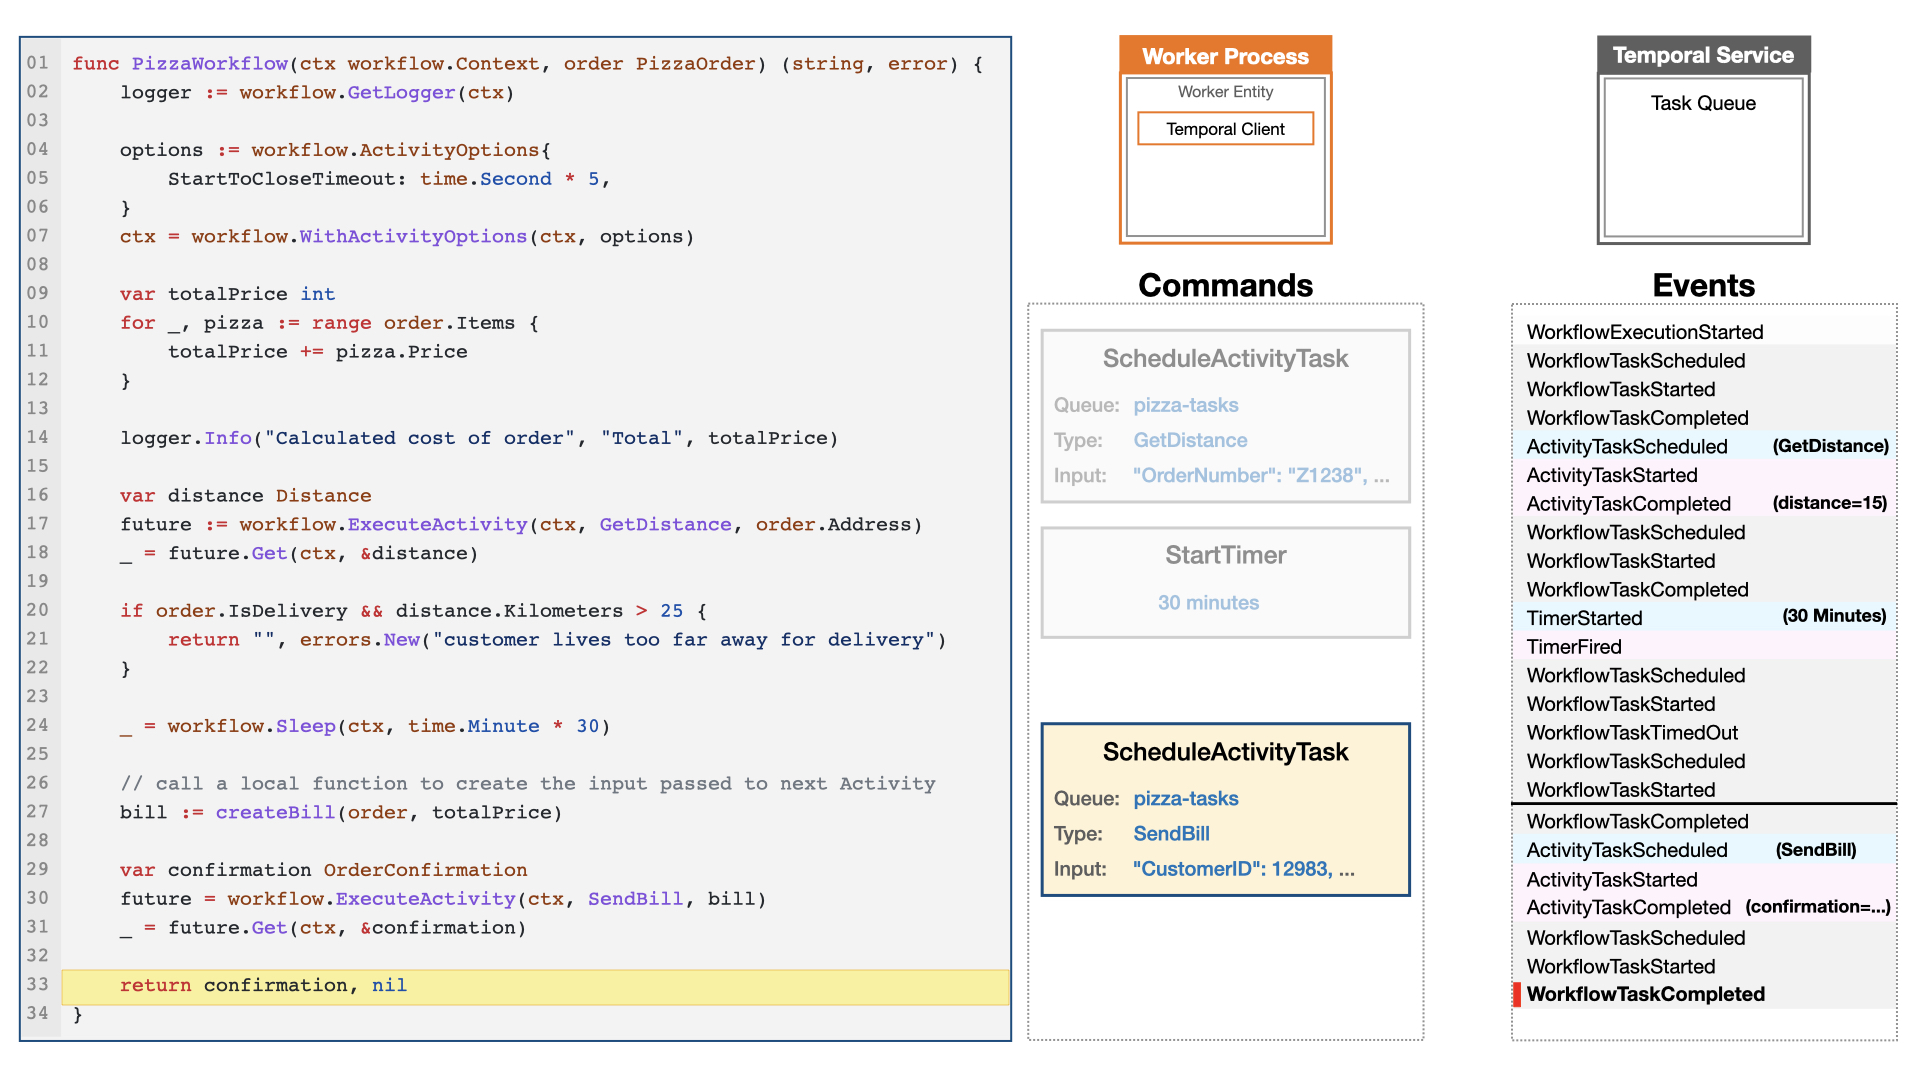 01 func PizzaWorkflow(ctx workflow.Context, order PizzaOrder) (string, error) {
02     logger := workflow.GetLogger(ctx)
03
04     options := workflow.ActivityOptions{
05         StartToCloseTimeout: time.Second * 5,
06     }
07     ctx = workflow.WithActivityOptions(ctx, options)
08
09     var totalPrice int
10     for _, pizza := range order.Items {
11         totalPrice += pizza.Price
12     }
13
14     logger.Info("Calculated cost of order", "Total", totalPrice)
15
16     var distance Distance
17     future := workflow.ExecuteActivity(ctx, GetDistance, order.Address)
18     _ = future.Get(ctx, &distance)
19
20     if order.IsDelivery && distance.Kilometers > 25 {
21         return "", errors.New("customer lives too far away for delivery")
22     }
23
24     _ = workflow.Sleep(ctx, time.Minute * 30)
25
26     // call a local function to create the input passed to next Activity
27     bill := createBill(order, totalPrice)
28
29     var confirmation OrderConfirmation
30     future = workflow.ExecuteActivity(ctx, SendBill, bill)
31     _ = future.Get(ctx, &confirmation)
32
33     return confirmation, nil
34 }
Worker Process
Worker Entity
Temporal Client
Commands
ScheduleActivityTask
Queue: pizza-tasks
Type: GetDistance
Input: "OrderNumber": "Z1238", ...
StartTimer
30 minutes
ScheduleActivityTask
Queue: pizza-tasks
Type: SendBill
Input: "CustomerID": 12983, ...
Temporal Service
Task Queue
Events
WorkflowExecutionStarted
WorkflowTaskScheduled
WorkflowTaskStarted
WorkflowTaskCompleted
ActivityTaskScheduled (GetDistance)
ActivityTaskStarted
ActivityTaskCompleted (distance=15)
WorkflowTaskScheduled
WorkflowTaskStarted
WorkflowTaskCompleted
TimerStarted (30 Minutes)
TimerFired
WorkflowTaskScheduled
WorkflowTaskStarted
WorkflowTaskTimedOut
WorkflowTaskScheduled
WorkflowTaskStarted
WorkflowTaskCompleted
ActivityTaskScheduled (SendBill)
ActivityTaskStarted
ActivityTaskCompleted (confirmation=...)
WorkflowTaskScheduled
WorkflowTaskStarted
WorkflowTaskCompleted